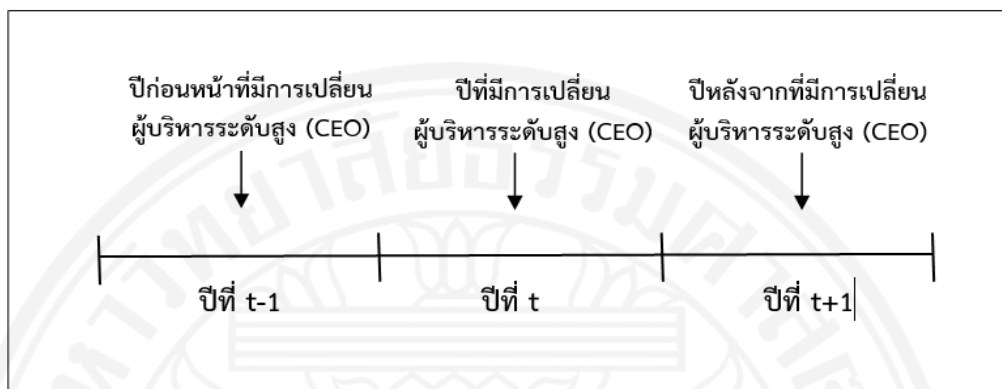 ปีก่อนหน้าที่มีการเปลี่ยน
ผู้บริหารระดับสูง (CEO)
ปีที่มีการเปลี่ยน
ผู้บริหารระดับสูง (CEO)
ปีหลังจากที่มีการเปลี่ยน
ผู้บริหารระดับสูง (CEO)
ปีที่ t-1
ปีที่ t
ปีที่ t+1